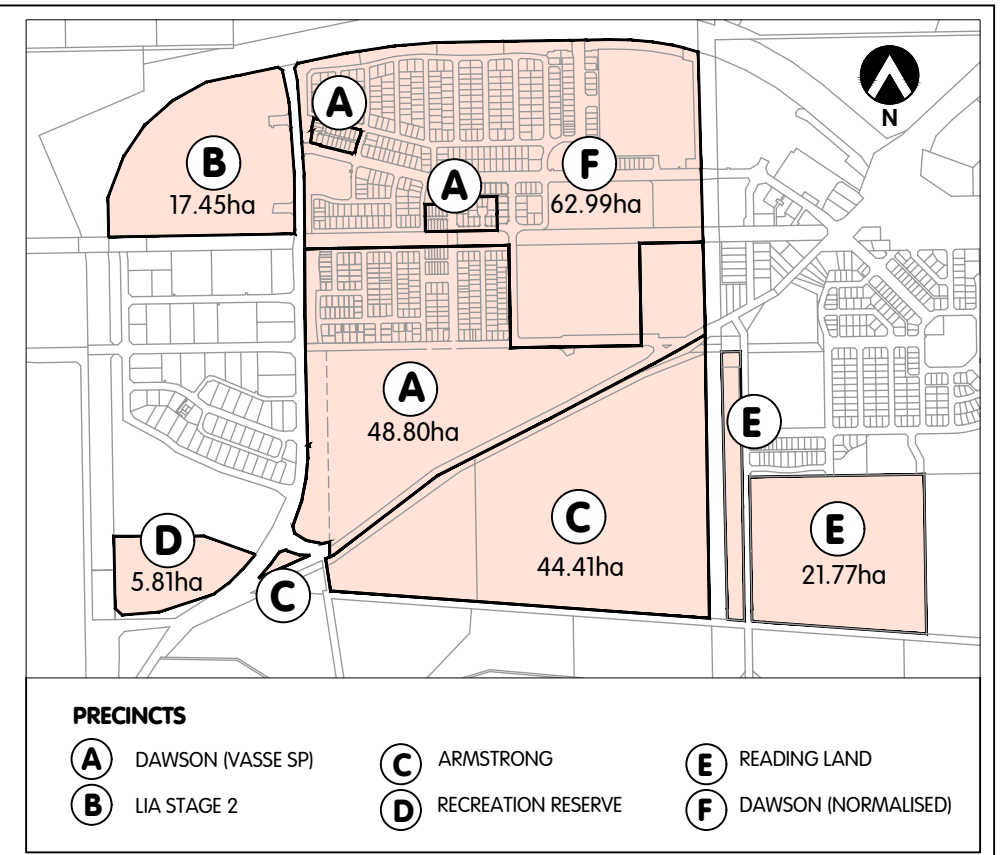 N
A
B
17.45ha
A
F
62.99ha
A
48.80ha
E
C
44.41ha
E
21.77ha
D
5.81ha
C
PRECINCTS
A DAWSON (VASSE SP)
B LIA STAGE 2
C ARMSTRONG
D RECREATION RESERVE
E READING LAND
F DAWSON (NORMALISED)